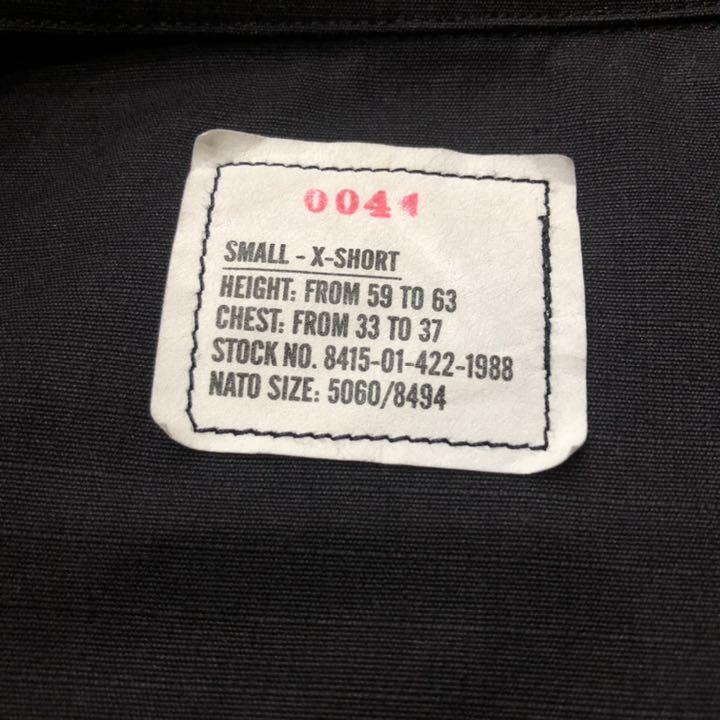 0041
SMALL - X-SHORT
HEIGHT: FROM 59 TO 63
CHEST: FROM 33 TO 37
STOCK NO. 8415-01-422-1988
NATO SIZE: 5060/8494